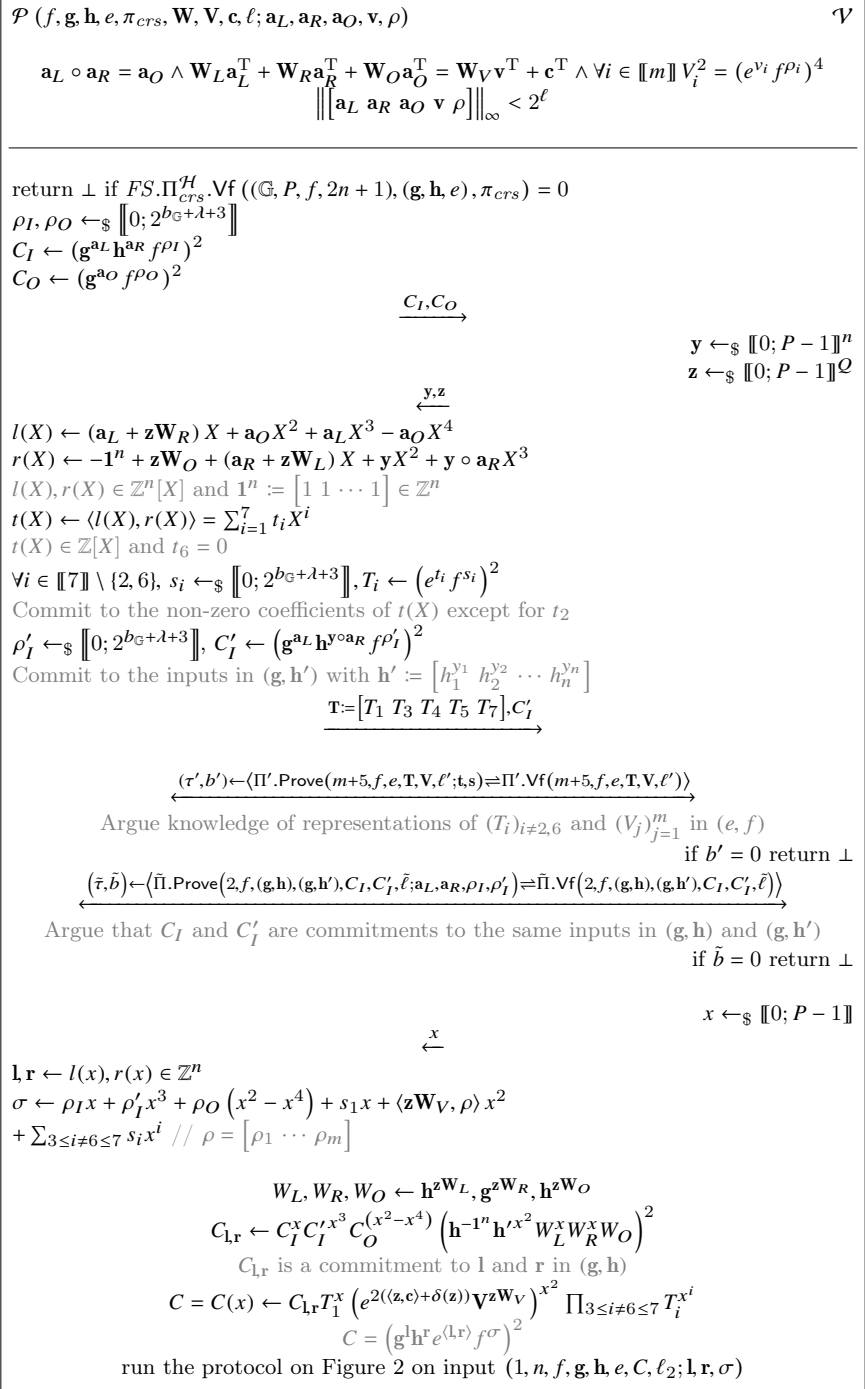 𝒫 (f, g, h, e, π_crs, W, V, c, ℓ; a_L, a_R, a_O, v, ρ) 𝒱
a_L ∘ a_R = a_O ∧ W_L a_L^T + W_R a_R^T + W_O a_O^T = W_V v^T + c^T ∧ ∀i ∈ ⟦m⟧ V_i^2 = (e^{v_i} f^{ρ_i})^4
‖[a_L a_R a_O v ρ]‖_∞ < 2^ℓ
return ⊥ if FS.Π_crs^ℋ.Vf ((𝔾, P, f, 2n + 1), (g, h, e), π_crs) = 0
ρ_I, ρ_O ←_$ ⟦0; 2^{b_𝔾+λ+3}⟧
C_I ← (g^{a_L} h^{a_R} f^{ρ_I})^2
C_O ← (g^{a_O} f^{ρ_O})^2
C_I, C_O
y ←_$ ⟦0; P − 1⟧^n
z ←_$ ⟦0; P − 1⟧^Q
y,z
l(X) ← (a_L + zW_R) X + a_O X^2 + a_L X^3 − a_O X^4
r(X) ← −1^n + zW_O + (a_R + zW_L) X + yX^2 + y ∘ a_R X^3
l(X), r(X) ∈ ℤ^n[X] and 1^n ≔ [1 1 ⋯ 1] ∈ ℤ^n
t(X) ← ⟨l(X), r(X)⟩ = ∑_{i=1}^7 t_i X^i
t(X) ∈ ℤ[X] and t_6 = 0
∀i ∈ ⟦7⟧ \ {2, 6}, s_i ←_$ ⟦0; 2^{b_𝔾+λ+3}⟧, T_i ← (e^{t_i} f^{s_i})^2
Commit to the non-zero coefficients of t(X) except for t_2
ρ'_I ←_$ ⟦0; 2^{b_𝔾+λ+3}⟧, C'_I ← (g^{a_L} h^{y∘a_R} f^{ρ'_I})^2
Commit to the inputs in (g, h') with h' ≔ [h_1^{y_1} h_2^{y_2} ⋯ h_n^{y_n}]
T≔[T_1 T_3 T_4 T_5 T_7], C'_I
(τ',b')←⟨Π'.Prove(m+5,f,e,T,V,ℓ';t,s)⇌Π'.Vf(m+5,f,e,T,V,ℓ')⟩
Argue knowledge of representations of (T_i)_{i≠2,6} and (V_j)_{j=1}^m in (e, f)
if b' = 0 return ⊥
(τ̃,b̃)←⟨Π̃.Prove(2,f,(g,h),(g,h'),C_I,C'_I,ℓ̃;a_L,a_R,ρ_I,ρ'_I)⇌Π̃.Vf(2,f,(g,h),(g,h'),C_I,C'_I,ℓ̃)⟩
Argue that C_I and C'_I are commitments to the same inputs in (g, h) and (g, h')
if b̃ = 0 return ⊥
x ←_$ ⟦0; P − 1⟧
x
l, r ← l(x), r(x) ∈ ℤ^n
σ ← ρ_I x + ρ'_I x^3 + ρ_O (x^2 − x^4) + s_1 x + ⟨zW_V, ρ⟩ x^2
+ ∑_{3≤i≠6≤7} s_i x^i // ρ = [ρ_1 ⋯ ρ_m]
W_L, W_R, W_O ← h^{zW_L}, g^{zW_R}, h^{zW_O}
C_{l,r} ← C_I^x C'_I^{x^3} C_O^{(x^2−x^4)} (h^{−1^n} h'^{x^2} W_L^x W_R^x W_O)^2
C_{l,r} is a commitment to l and r in (g, h)
C = C(x) ← C_{l,r} T_1^x (e^{2(⟨z,c⟩+δ(z))} V^{zW_V})^{x^2} ∏_{3≤i≠6≤7} T_i^{x^i}
C = (g^l h^r e^{⟨l,r⟩} f^σ)^2
run the protocol on Figure 2 on input (1, n, f, g, h, e, C, ℓ_2; l, r, σ)